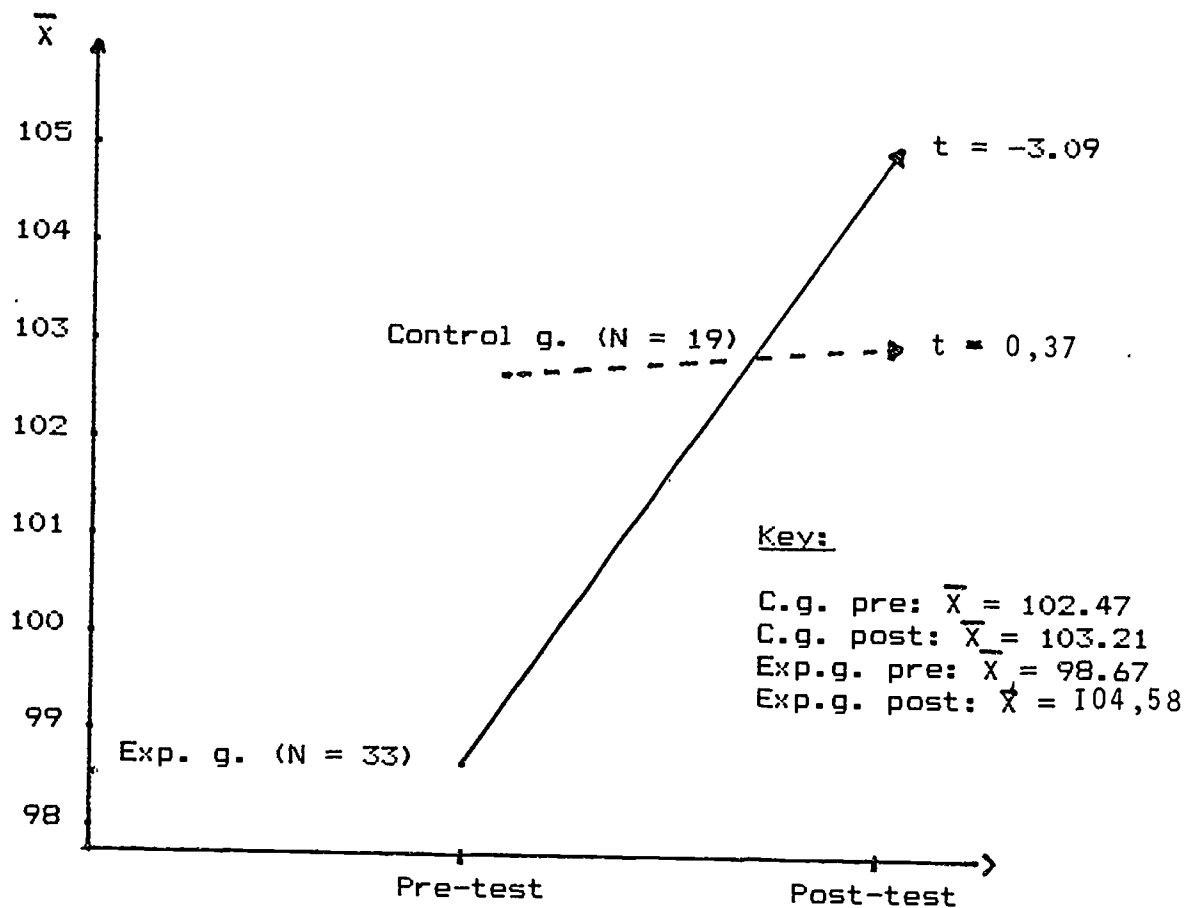 X̄
105
t = -3.09
104
103
Control g. (N = 19)
t = 0,37
102
101
Key:
C.g. pre: X̄ = 102.47
100
C.g. post: X̄ = 103.21
Exp.g. pre: X̄ = 98.67
Exp.g. post: X̄ = I04,58
99
Exp. g. (N = 33)
98
Pre-test
Post-test